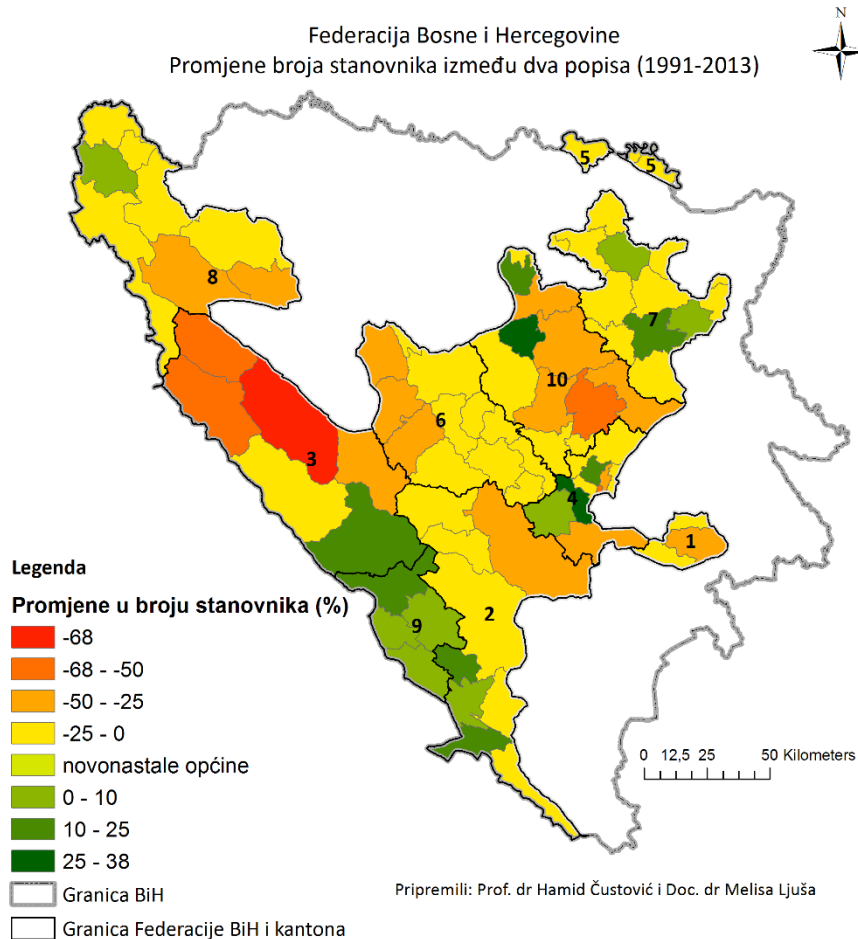 Federacija Bosne i Hercegovine
Promjene broja stanovnika između dva popisa (1991-2013)
N
5
5
8
7
10
6
3
4
1
2
9
Legenda
Promjene u broju stanovnika (%)
-68
-68 - -50
-50 - -25
-25 - 0
novonastale općine
0 - 10
10 - 25
25 - 38
Granica BiH
Granica Federacije BiH i kantona
0 12,5 25 50 Kilometers
Pripremili: Prof. dr Hamid Čustović i Doc. dr Melisa Ljuša